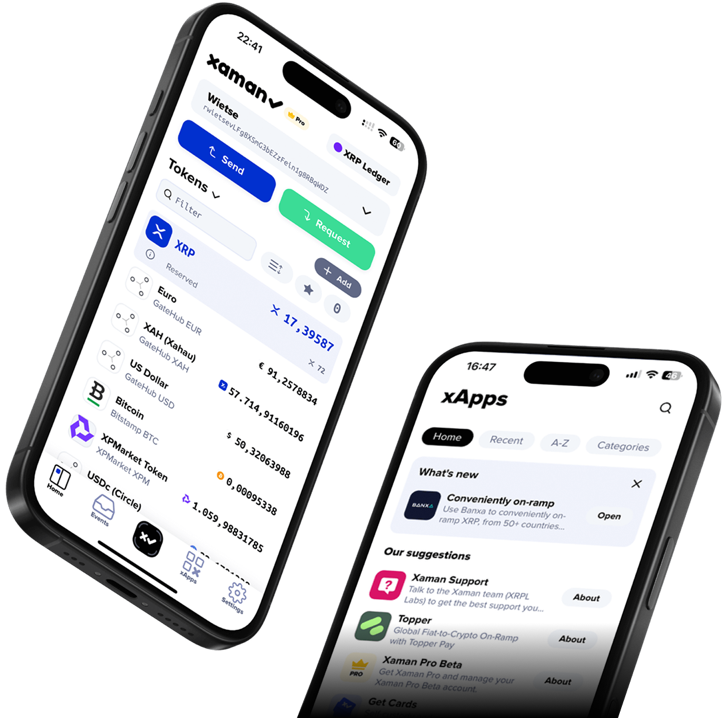 22:41
xaman
Pro
Wietse
XRP Ledger
Send
Request
Tokens
Filter
Add
XRP
17,39587
Reserved
72
Euro
€ 91,2578834
GateHub EUR
XAH (Xahau)
57.714,91160196
GateHub XAH
US Dollar
$ 50,32063988
GateHub USD
Bitcoin
0,00095338
Bitstamp BTC
XPMarket Token
1.059,98831785
XPMarket XPM
USDc (Circle)
Home
Events
xApps
Settings
16:47
46
xApps
Home
Recent
A-Z
Categories
What's new
BANXA
Conveniently on-ramp
Use Banxa to conveniently on-
ramp XRP, from 50+ countries...
Open
Our suggestions
Xaman Support
Talk to the Xaman team (XRPL
Labs) to get the best support you...
About
Topper
Global Fiat-to-Crypto On-Ramp
with Topper Pay
About
PRO
Xaman Pro Beta
Get Xaman Pro and manage your
Xaman Pro Beta account.
About
Get Cards